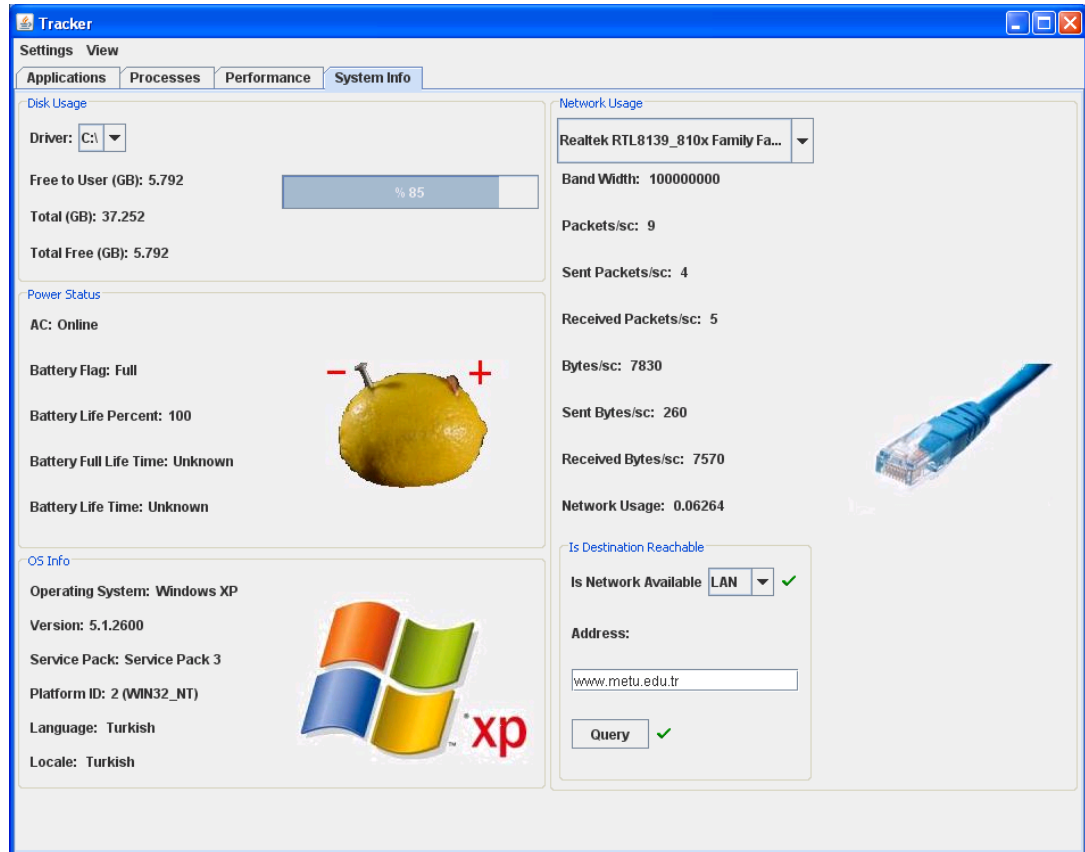 Tracker
Settings View
Applications Processes Performance System Info
Disk Usage
Driver: C:\
Free to User (GB): 5.792
% 85
Total (GB): 37.252
Total Free (GB): 5.792
Power Status
AC: Online
Battery Flag: Full
Battery Life Percent: 100
Battery Full Life Time: Unknown
Battery Life Time: Unknown
- +
OS Info
Operating System: Windows XP
Version: 5.1.2600
Service Pack: Service Pack 3
Platform ID: 2 (WIN32_NT)
Language: Turkish
Locale: Turkish
xp
Network Usage
Realtek RTL8139_810x Family Fa...
Band Width: 100000000
Packets/sc: 9
Sent Packets/sc: 4
Received Packets/sc: 5
Bytes/sc: 7830
Sent Bytes/sc: 260
Received Bytes/sc: 7570
Network Usage: 0.06264
Is Destination Reachable
Is Network Available LAN
Address:
www.metu.edu.tr
Query